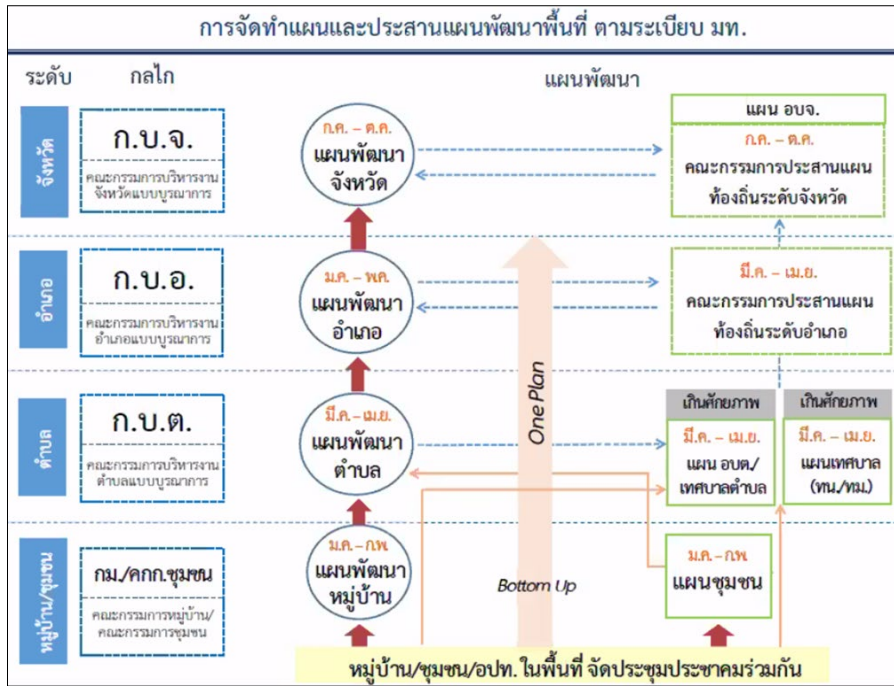 การจัดทำแผนและประสานแผนพัฒนาพื้นที่ ตามระเบียบ มท.
ระดับ
กลไก
แผนพัฒนา
จังหวัด
ก.บ.จ.
คณะกรรมการบริหารงาน
จังหวัดแบบบูรณาการ
ก.ค. – ต.ค.
แผนพัฒนา
จังหวัด
แผน อบจ.
ก.ค. – ต.ค.
คณะกรรมการประสานแผน
ท้องถิ่นระดับจังหวัด
อำเภอ
ก.บ.อ.
คณะกรรมการบริหารงาน
อำเภอแบบบูรณาการ
ม.ค. – พ.ค.
แผนพัฒนา
อำเภอ
มี.ค. – เม.ย.
คณะกรรมการประสานแผน
ท้องถิ่นระดับอำเภอ
One Plan
ตำบล
ก.บ.ต.
คณะกรรมการบริหารงาน
ตำบลแบบบูรณาการ
มี.ค. – เม.ย.
แผนพัฒนา
ตำบล
เกินศักยภาพ
มี.ค. – เม.ย.
แผน อบต./
เทศบาลตำบล
เกินศักยภาพ
มี.ค. – เม.ย.
แผนเทศบาล
(ทน./ทม.)
หมู่บ้าน/ชุมชน
กม./คกก.ชุมชน
คณะกรรมการหมู่บ้าน/
คณะกรรมการชุมชน
ม.ค. – ก.พ.
แผนพัฒนา
หมู่บ้าน
Bottom Up
ม.ค. – ก.พ.
แผนชุมชน
หมู่บ้าน/ชุมชน/อปท. ในพื้นที่ จัดประชุมประชาคมร่วมกัน